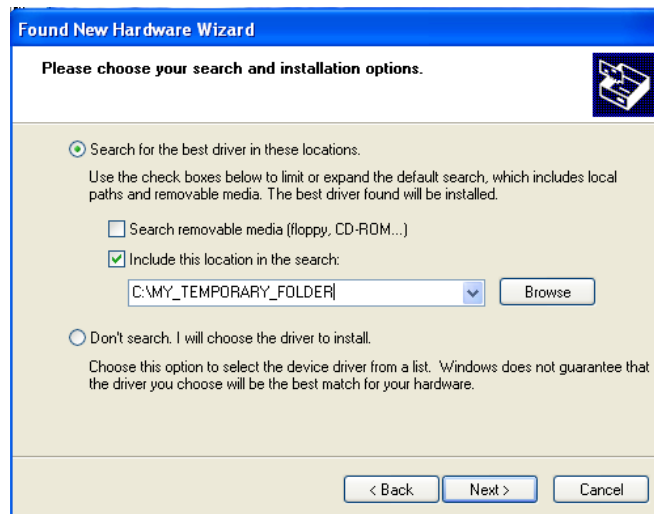 Found New Hardware Wizard
Please choose your search and installation options.
Search for the best driver in these locations.
Use the check boxes below to limit or expand the default search, which includes local
paths and removable media. The best driver found will be installed.
Search removable media (floppy, CD-ROM...)
Include this location in the search:
C:\MY_TEMPORARY_FOLDER
Browse
Don't search. I will choose the driver to install.
Choose this option to select the device driver from a list. Windows does not guarantee that
the driver you choose will be the best match for your hardware.
< Back
Next >
Cancel